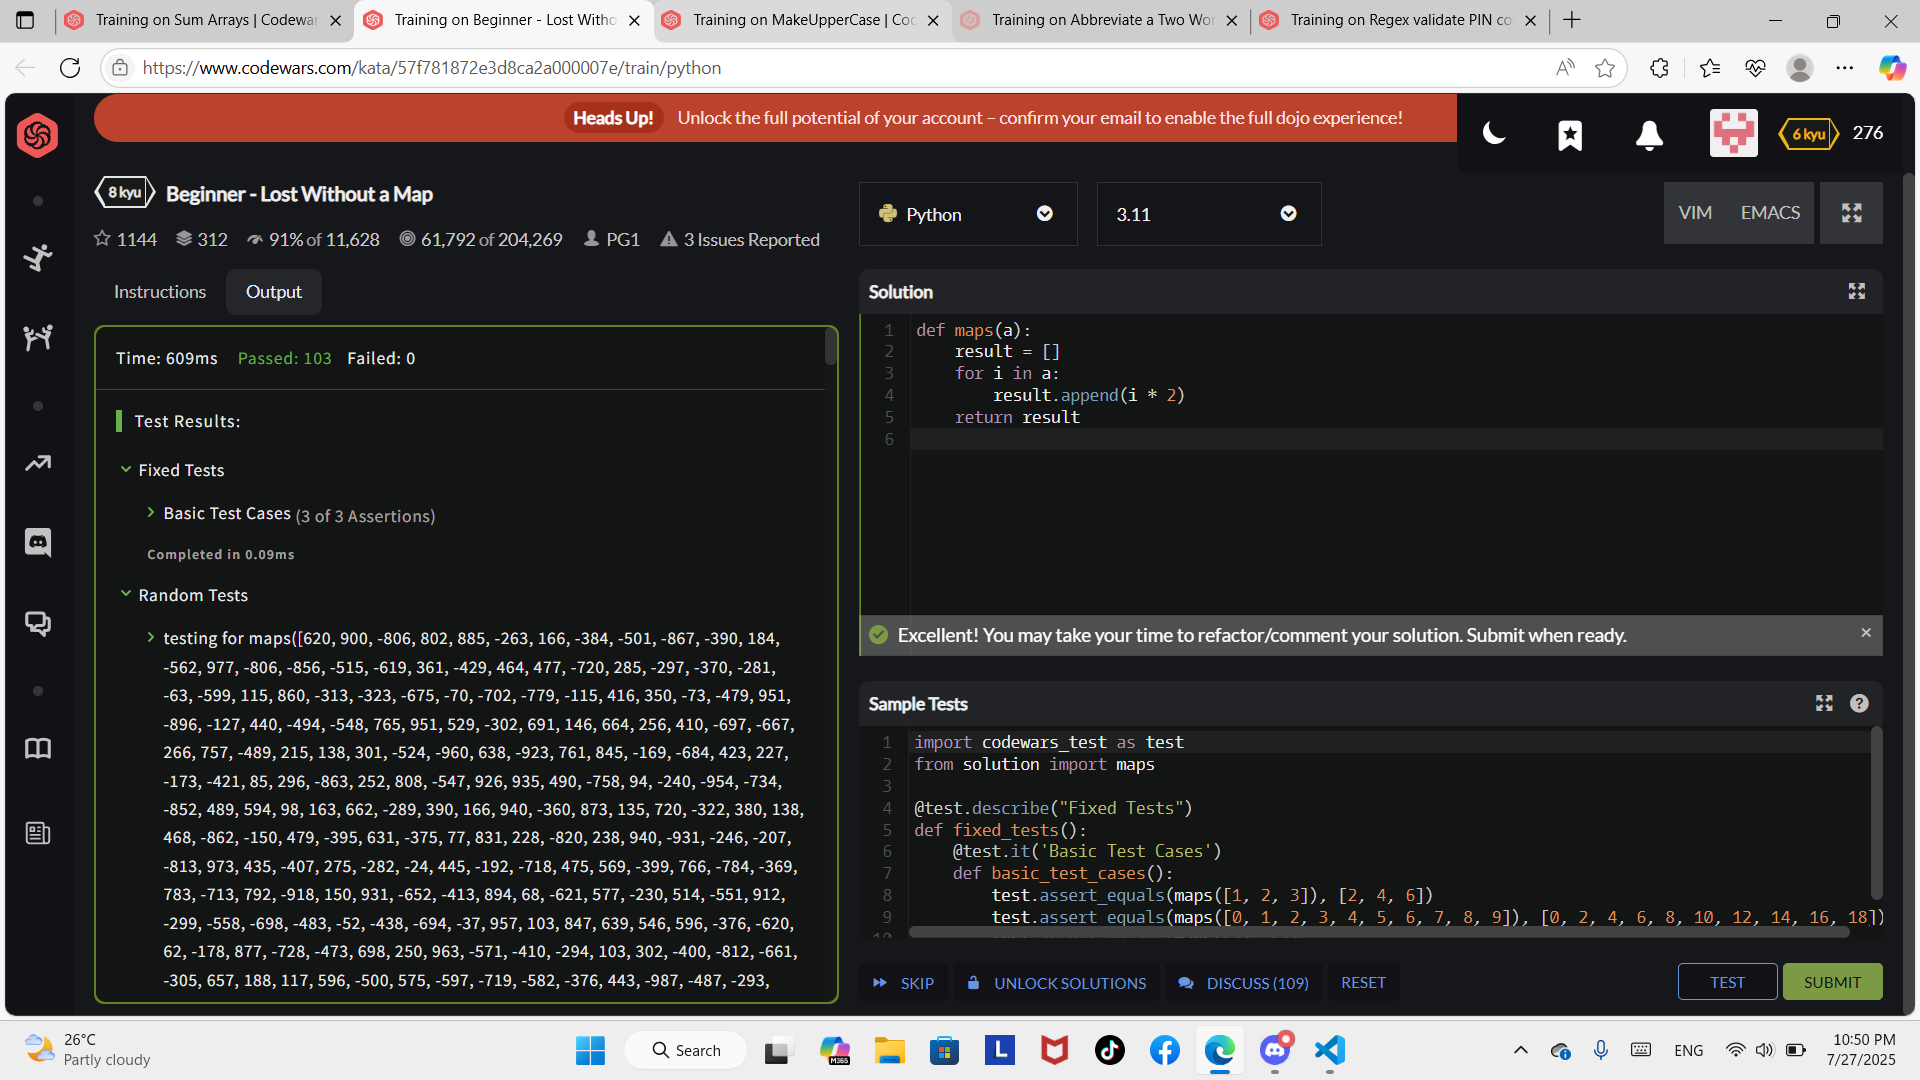 Training on Sum Arrays | Codewar
Training on Beginner - Lost Witho
Training on MakeUpperCase | Coc
Training on Abbreviate a Two Wor
Training on Regex validate PIN co
https://www.codewars.com/kata/57f781872e3d8ca2a000007e/train/python
Heads Up! Unlock the full potential of your account – confirm your email to enable the full dojo experience!
6 kyu 276
8 kyu Beginner - Lost Without a Map
1144 312 91% of 11,628 61,792 of 204,269 PG1 3 Issues Reported
Python
3.11
VIM EMACS
Instructions Output
Time: 609ms Passed: 103 Failed: 0
Test Results:
Fixed Tests
Basic Test Cases (3 of 3 Assertions)
Completed in 0.09ms
Random Tests
testing for maps([620, 900, -806, 802, 885, -263, 166, -384, -501, -867, -390, 184,
-562, 977, -806, -856, -515, -619, 361, -429, 464, 477, -720, 285, -297, -370, -281,
-63, -599, 115, 860, -313, -323, -675, -70, -702, -779, -115, 416, 350, -73, -479, 951,
-896, -127, 440, -494, -548, 765, 951, 529, -302, 691, 146, 664, 256, 410, -697, -667,
266, 757, -489, 215, 138, 301, -524, -960, 638, -923, 761, 845, -169, -684, 423, 227,
-173, -421, 85, 296, -863, 252, 808, -547, 926, 935, 490, -758, 94, -240, -954, -734,
-852, 489, 594, 98, 163, 662, -289, 390, 166, 940, -360, 873, 135, 720, -322, 380, 138,
468, -862, -150, 479, -395, 631, -375, 77, 831, 228, -820, 238, 940, -931, -246, -207,
-813, 973, 435, -407, 275, -282, -24, 445, -192, -718, 475, 569, -399, 766, -784, -369,
783, -713, 792, -918, 150, 931, -652, -413, 894, 68, -621, 577, -230, 514, -551, 912,
-299, -558, -698, -483, -52, -438, -694, -37, 957, 103, 847, 639, 546, 596, -376, -620,
62, -178, 877, -728, -473, 698, 250, 963, -571, -410, -294, 103, 302, -400, -812, -661,
-305, 657, 188, 117, 596, -500, 575, -597, -719, -582, -376, 443, -987, -487, -293,
Solution
1 def maps(a):
2     result = []
3     for i in a:
4         result.append(i * 2)
5     return result
6
Excellent! You may take your time to refactor/comment your solution. Submit when ready.
Sample Tests
1 import codewars_test as test
2 from solution import maps
3
4 @test.describe("Fixed Tests")
5 def fixed_tests():
6     @test.it('Basic Test Cases')
7     def basic_test_cases():
8         test.assert_equals(maps([1, 2, 3]), [2, 4, 6])
9         test.assert_equals(maps([0, 1, 2, 3, 4, 5, 6, 7, 8, 9]), [0, 2, 4, 6, 8, 10, 12, 14, 16, 18])
10
SKIP UNLOCK SOLUTIONS DISCUSS (109) RESET TEST SUBMIT
26°C
Partly cloudy
Search
M365
L
ENG
10:50 PM
7/27/2025